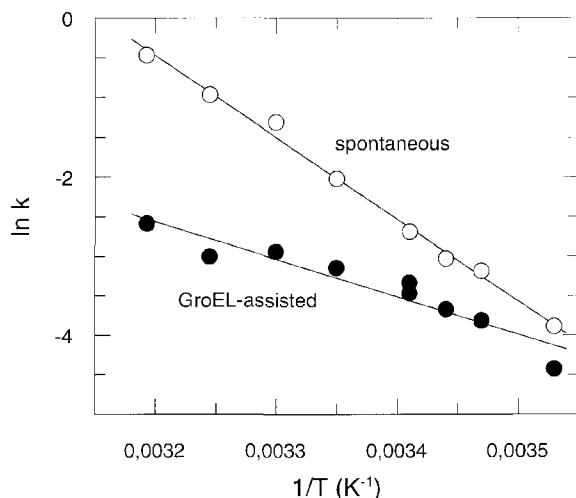 0
-2
-4
ln k
spontaneous
GroEL-assisted
0,0032
0,0033
0,0034
0,0035
1/T (K⁻¹)